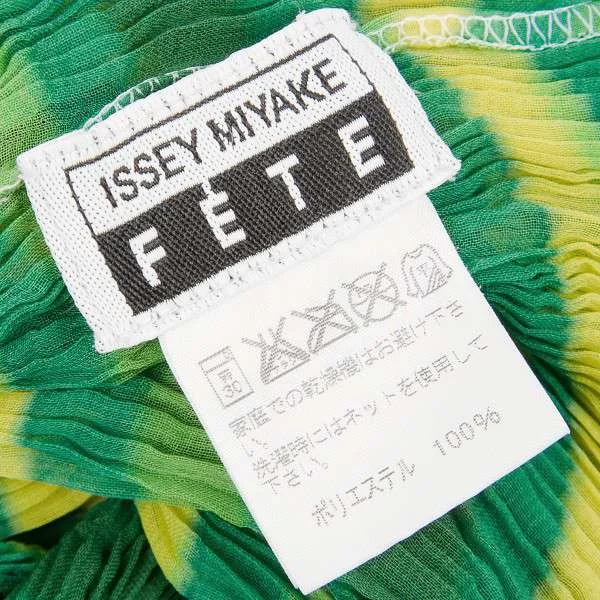 ISSEY MIYAKE
FÊTE
30
家庭での乾燥機はお避け下さ
い。
洗濯時にはネットを使用して
下さい。
ポリエステル 100%